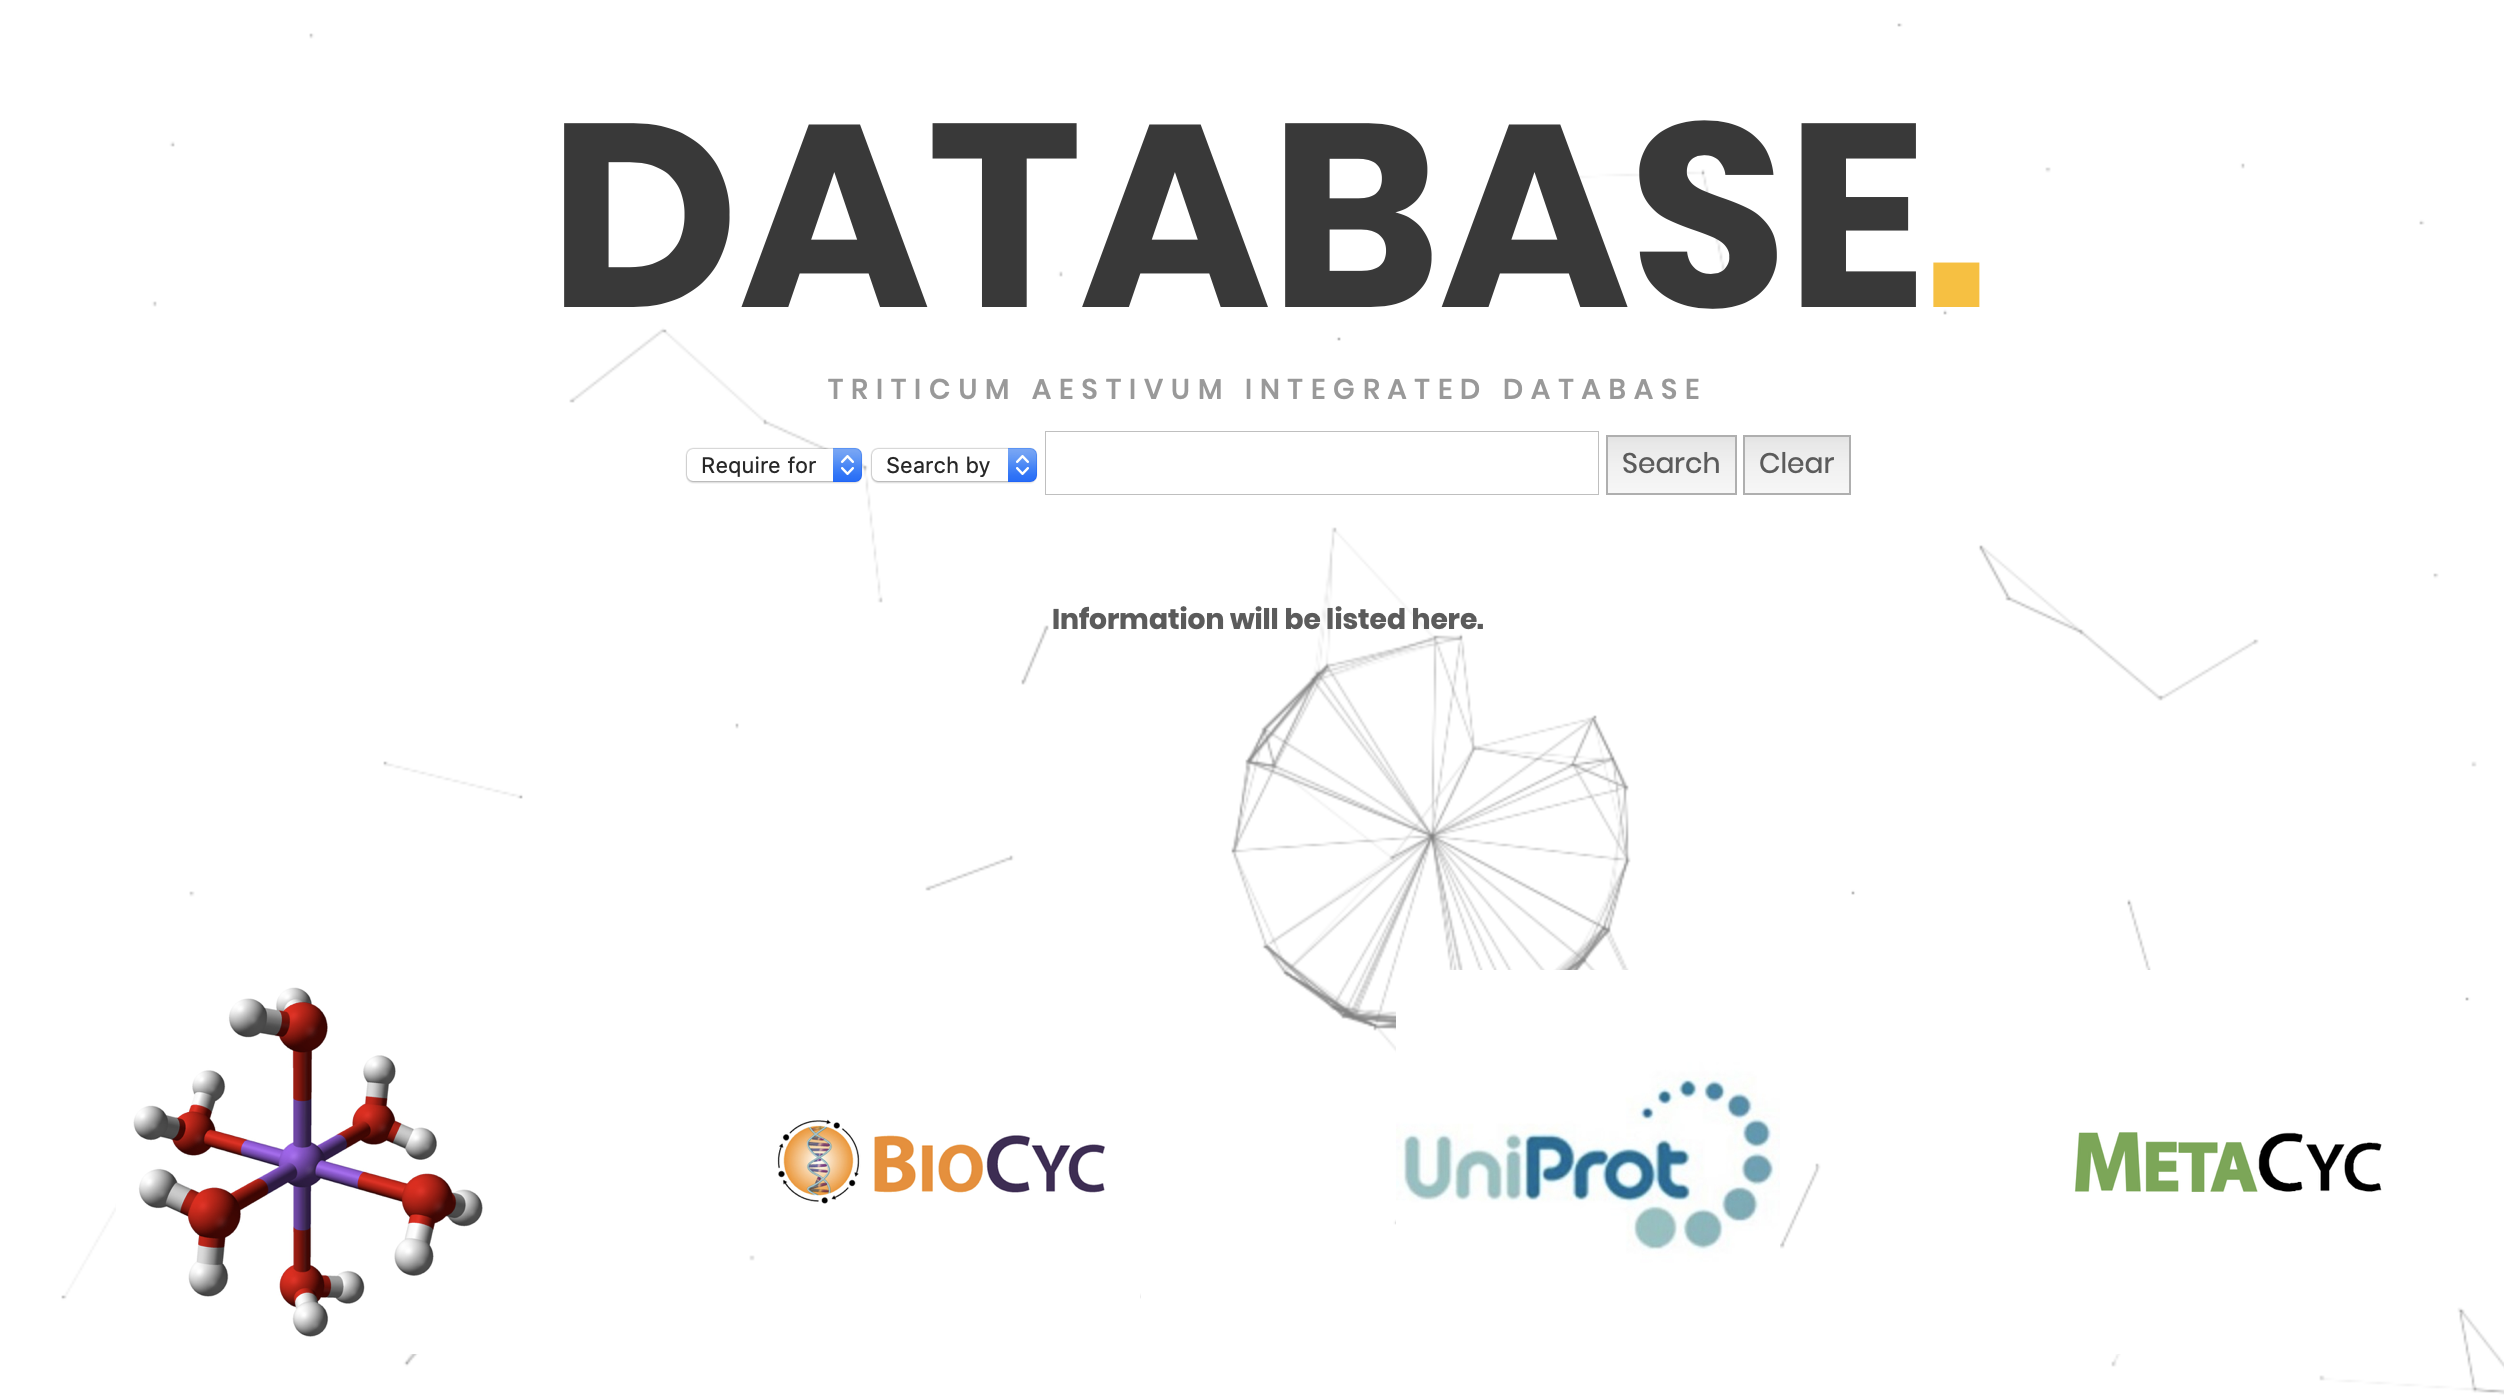 DATABASE.
TRITICUM AESTIVUM INTEGRATED DATABASE
Require for Search by Search Clear
Information will be listed here.
BIOCYC UniProt METACYC